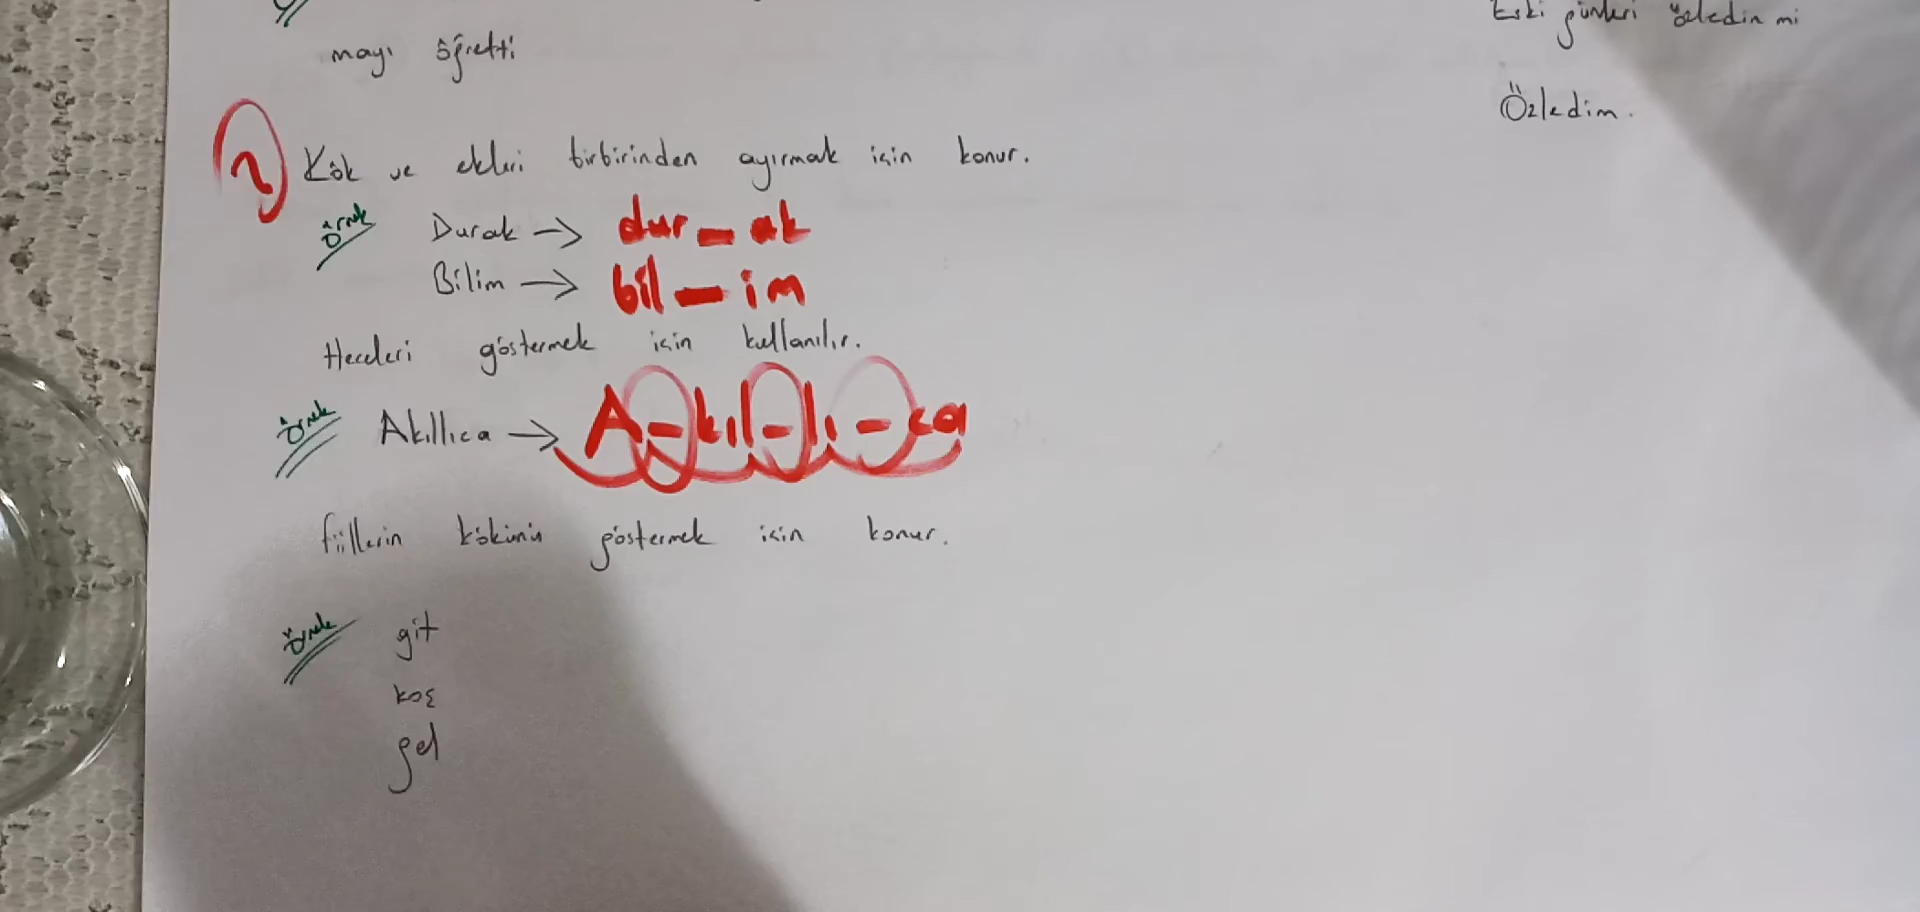 mayı öğretti
Eski günleri özledin mi
Özledim.
2 Kök ve ekleri birbirinden ayırmak için konur.
Örnek Durak → dur - ak
Bilim → bil - im
Heceleri göstermek için kullanılır.
Örnek Akıllıca → A - kıl - lı - ca
fiillerin kökünü göstermek için konur.
Örnek git
koş
gel